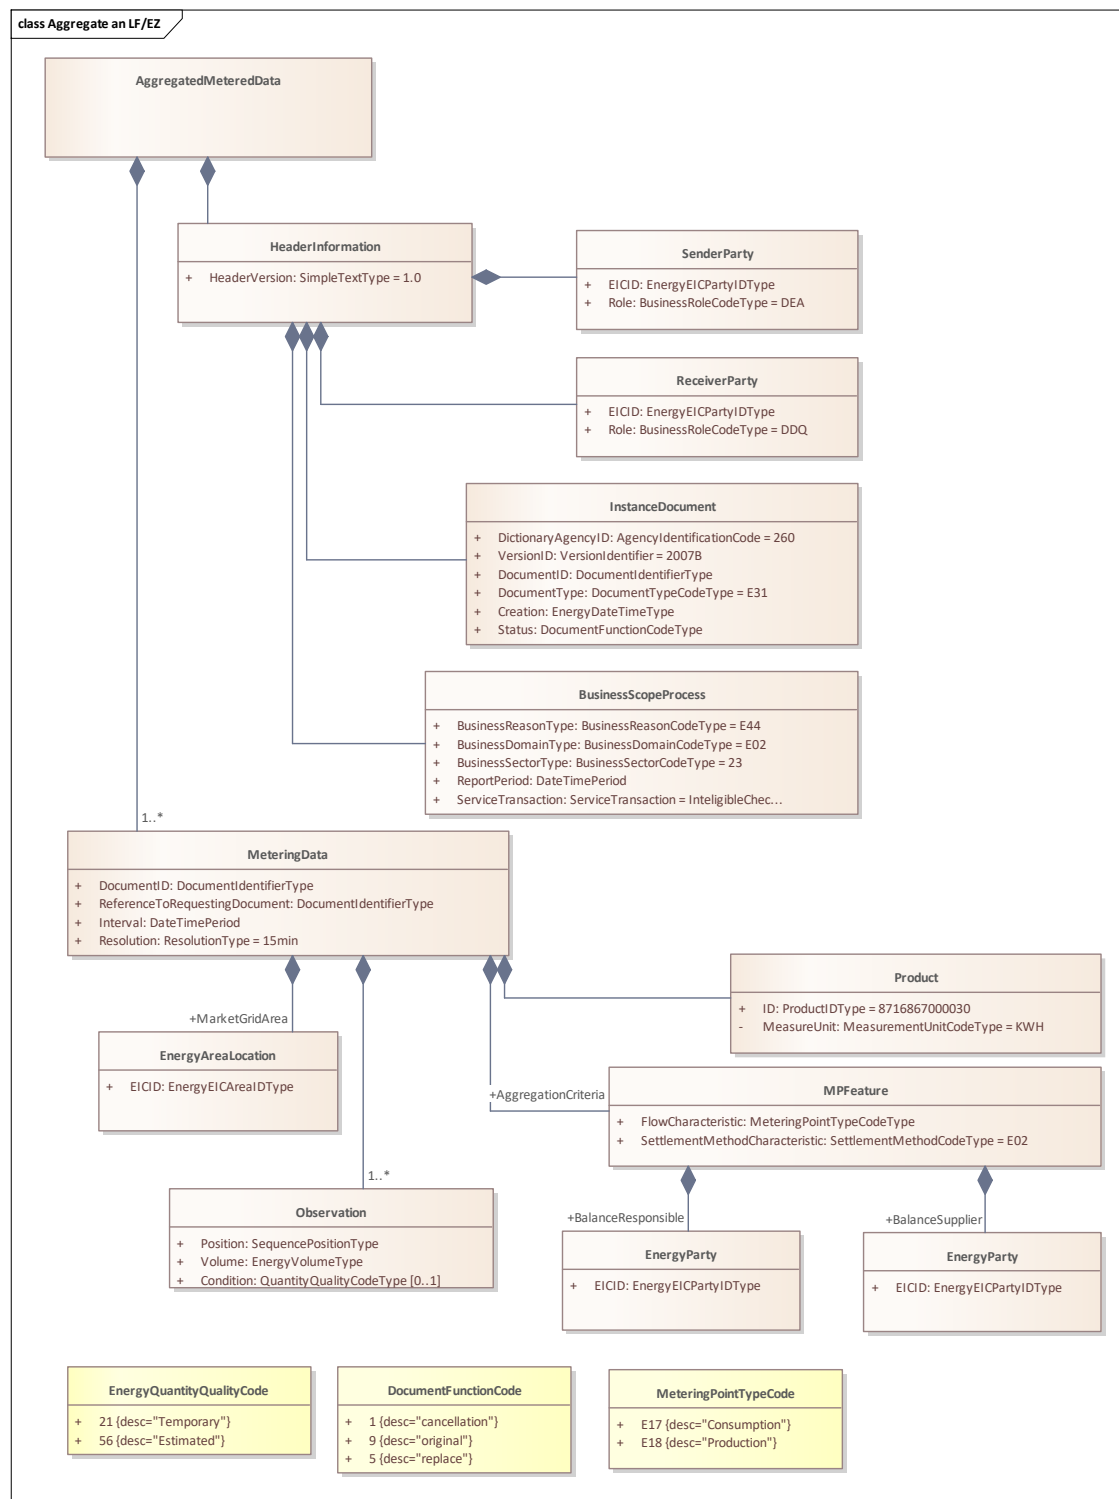 class Aggregate an LF/EZ
AggregatedMeteredData
HeaderInformation
+ HeaderVersion: SimpleTextType = 1.0
SenderParty
+ EICID: EnergyEICPartyIDType
+ Role: BusinessRoleCodeType = DEA
ReceiverParty
+ EICID: EnergyEICPartyIDType
+ Role: BusinessRoleCodeType = DDQ
InstanceDocument
+ DictionaryAgencyID: AgencyIdentificationCode = 260
+ VersionID: VersionIdentifier = 2007B
+ DocumentID: DocumentIdentifierType
+ DocumentType: DocumentTypeCodeType = E31
+ Creation: EnergyDateTimeType
+ Status: DocumentFunctionCodeType
BusinessScopeProcess
+ BusinessReasonType: BusinessReasonCodeType = E44
+ BusinessDomainType: BusinessDomainCodeType = E02
+ BusinessSectorType: BusinessSectorCodeType = 23
+ ReportPeriod: DateTimePeriod
+ ServiceTransaction: ServiceTransaction = InteligibleChec...
1..*
MeteringData
+ DocumentID: DocumentIdentifierType
+ ReferenceToRequestingDocument: DocumentIdentifierType
+ Interval: DateTimePeriod
+ Resolution: ResolutionType = 15min
Product
+ ID: ProductIDType = 8716867000030
- MeasureUnit: MeasurementUnitCodeType = KWH
+MarketGridArea
EnergyAreaLocation
+ EICID: EnergyEICAreaIDType
+AggregationCriteria
MPFeature
+ FlowCharacteristic: MeteringPointTypeCodeType
+ SettlementMethodCharacteristic: SettlementMethodCodeType = E02
1..*
Observation
+ Position: SequencePositionType
+ Volume: EnergyVolumeType
+ Condition: QuantityQualityCodeType [0..1]
+BalanceResponsible
EnergyParty
+ EICID: EnergyEICPartyIDType
+BalanceSupplier
EnergyParty
+ EICID: EnergyEICPartyIDType
EnergyQuantityQualityCode
+ 21 {desc="Temporary"}
+ 56 {desc="Estimated"}
DocumentFunctionCode
+ 1 {desc="cancellation"}
+ 9 {desc="original"}
+ 5 {desc="replace"}
MeteringPointTypeCode
+ E17 {desc="Consumption"}
+ E18 {desc="Production"}